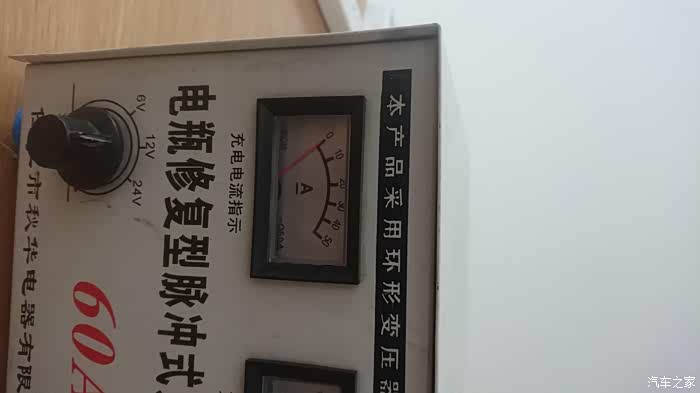 本产品采用环形变压器
0 10 20 30 40 50
A
充电电流指示
电瓶修复型脉冲式
6V
12V
24V
60A
市秋华电器有限
汽车之家